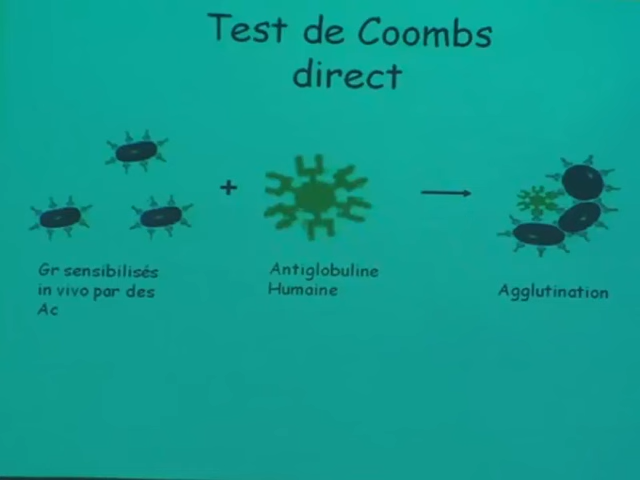 Test de Coombs
direct
+
Gr sensibilisés
in vivo par des
Ac
Antiglobuline
Humaine
Agglutination